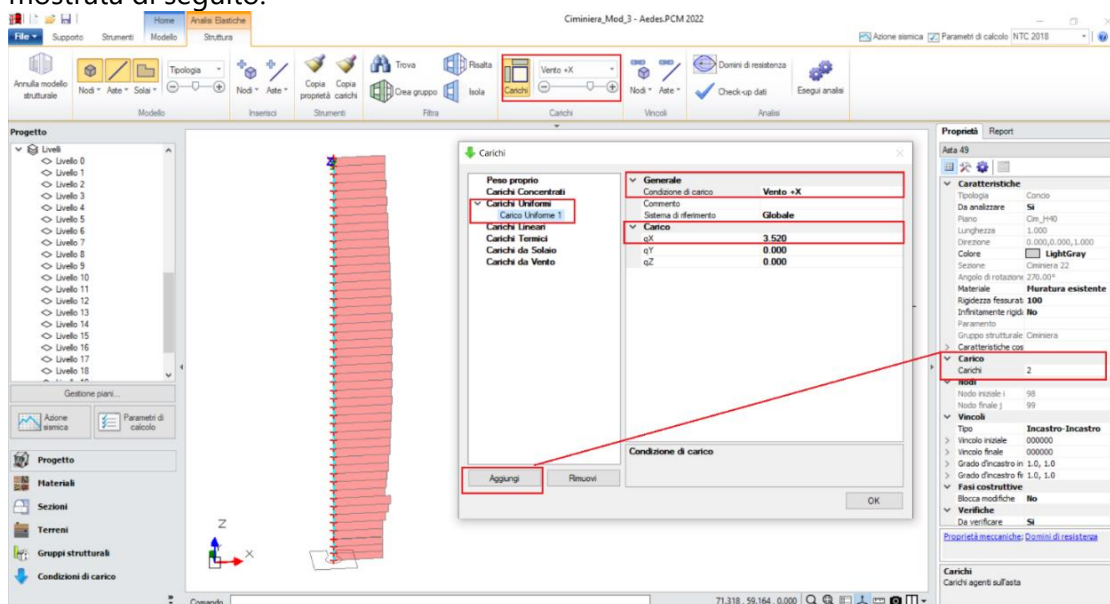 mostrata di seguito:
Home Analisi Elastiche
Ciminiera_Mod_3 - Aedes.PCM 2022
File Supporto Strumenti Modello Struttura
Azione sismica Parametri di calcolo NTC 2018
Annulla modello strutturale
Nodi Aste Solai
Tipologia
Modello
Nodi Aste
Inserisci
Copia proprietà
Copia carichi
Strumenti
Trova
Crea gruppo
Risalta
Isola
Filtra
Carichi
Vento +X
Carichi
Nodi Aste
Vincoli
Domini di resistenza
Check-up dati
Esegui analisi
Analisi
Progetto
Livelli
Livello 0
Livello 1
Livello 2
Livello 3
Livello 4
Livello 5
Livello 6
Livello 7
Livello 8
Livello 9
Livello 10
Livello 11
Livello 12
Livello 13
Livello 14
Livello 15
Livello 16
Livello 17
Livello 18
Gestione piani...
Azione sismica
Parametri di calcolo
Progetto
Materiali
Sezioni
Terreni
Gruppi strutturali
Condizioni di carico
Z
Z
X
Carichi
Peso proprio
Carichi Concentrati
Carichi Uniformi
Carico Uniforme 1
Carichi Lineari
Carichi Termici
Carichi da Solaio
Carichi da Vento
Generale
Condizione di carico Vento +X
Commento
Sistema di riferimento Globale
Carico
qX 3.520
qY 0.000
qZ 0.000
Condizione di carico
Aggiungi Rimuovi
OK
Proprietà Report
Asta 49
Caratteristiche
Tipologia Concio
Da analizzare Sì
Piano Cim_H40
Lunghezza 1.000
Direzione 0.000,0.000,1.000
Colore LightGray
Sezione Ciminiera 22
Angolo di rotazione 270.00°
Materiale Muratura esistente
Rigidezza fessurat 100
Infinitamente rigid No
Paramento
Gruppo strutturale Ciminiera
Caratteristiche cos
Carico
Carichi 2
Nodi
Nodo iniziale i 98
Nodo finale j 99
Vincoli
Tipo Incastro-Incastro
Vincolo iniziale 000000
Vincolo finale 000000
Grado d'incastro in 1.0, 1.0
Grado d'incastro fir 1.0, 1.0
Fasi costruttive
Blocca modifiche No
Verifiche
Da verificare Sì
Proprietà meccaniche; Domini di resistenza
Carichi
Carichi agenti sull'asta
Comando
71.318 , 59.164 , 0.000